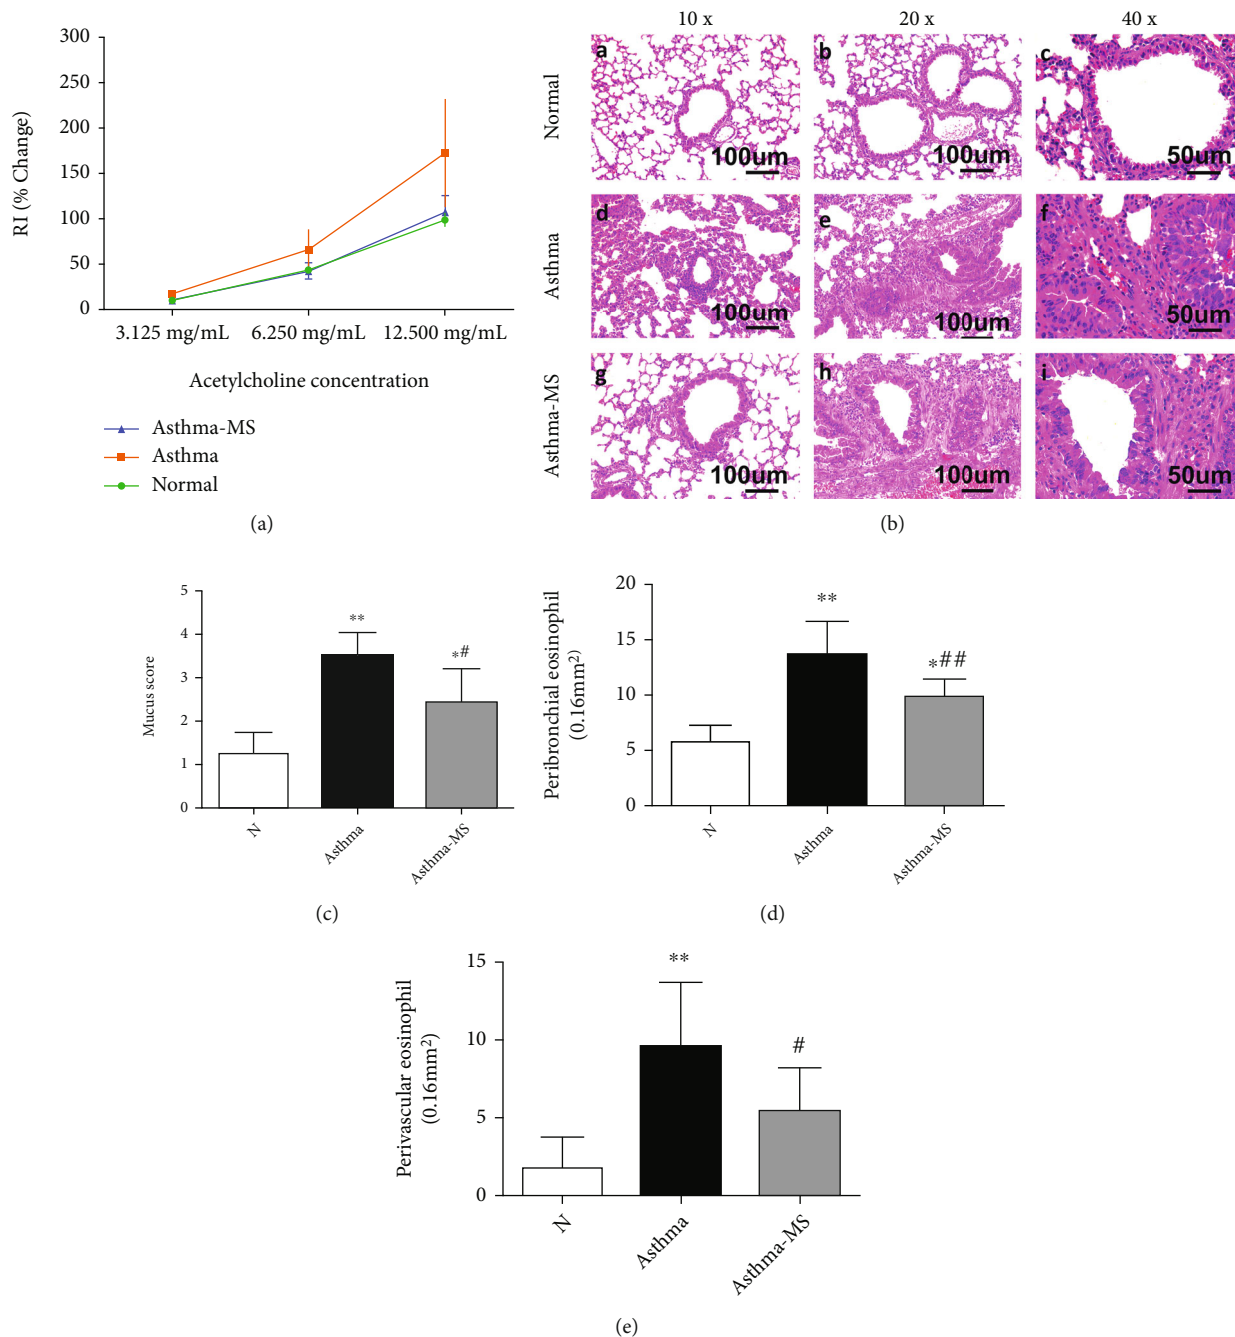 300
250
200
150
100
50
0
RI (% Change)
3.125 mg/mL 6.250 mg/mL 12.500 mg/mL
Acetylcholine concentration
Asthma-MS
Asthma
Normal
(a)
10 x 20 x 40 x
Normal
a 100um
b 100um
c 50um
Asthma
d 100um
e 100um
f 50um
Asthma-MS
g 100um
h 100um
i 50um
(b)
5
4
3
2
1
0
Mucus score
**
*#
N Asthma Asthma-MS
(c)
20
15
10
5
0
Peribronchial eosinophil
(0.16mm²)
**
*##
N Asthma Asthma-MS
(d)
15
10
5
0
Perivascular eosinophil
(0.16mm²)
**
#
N Asthma Asthma-MS
(e)